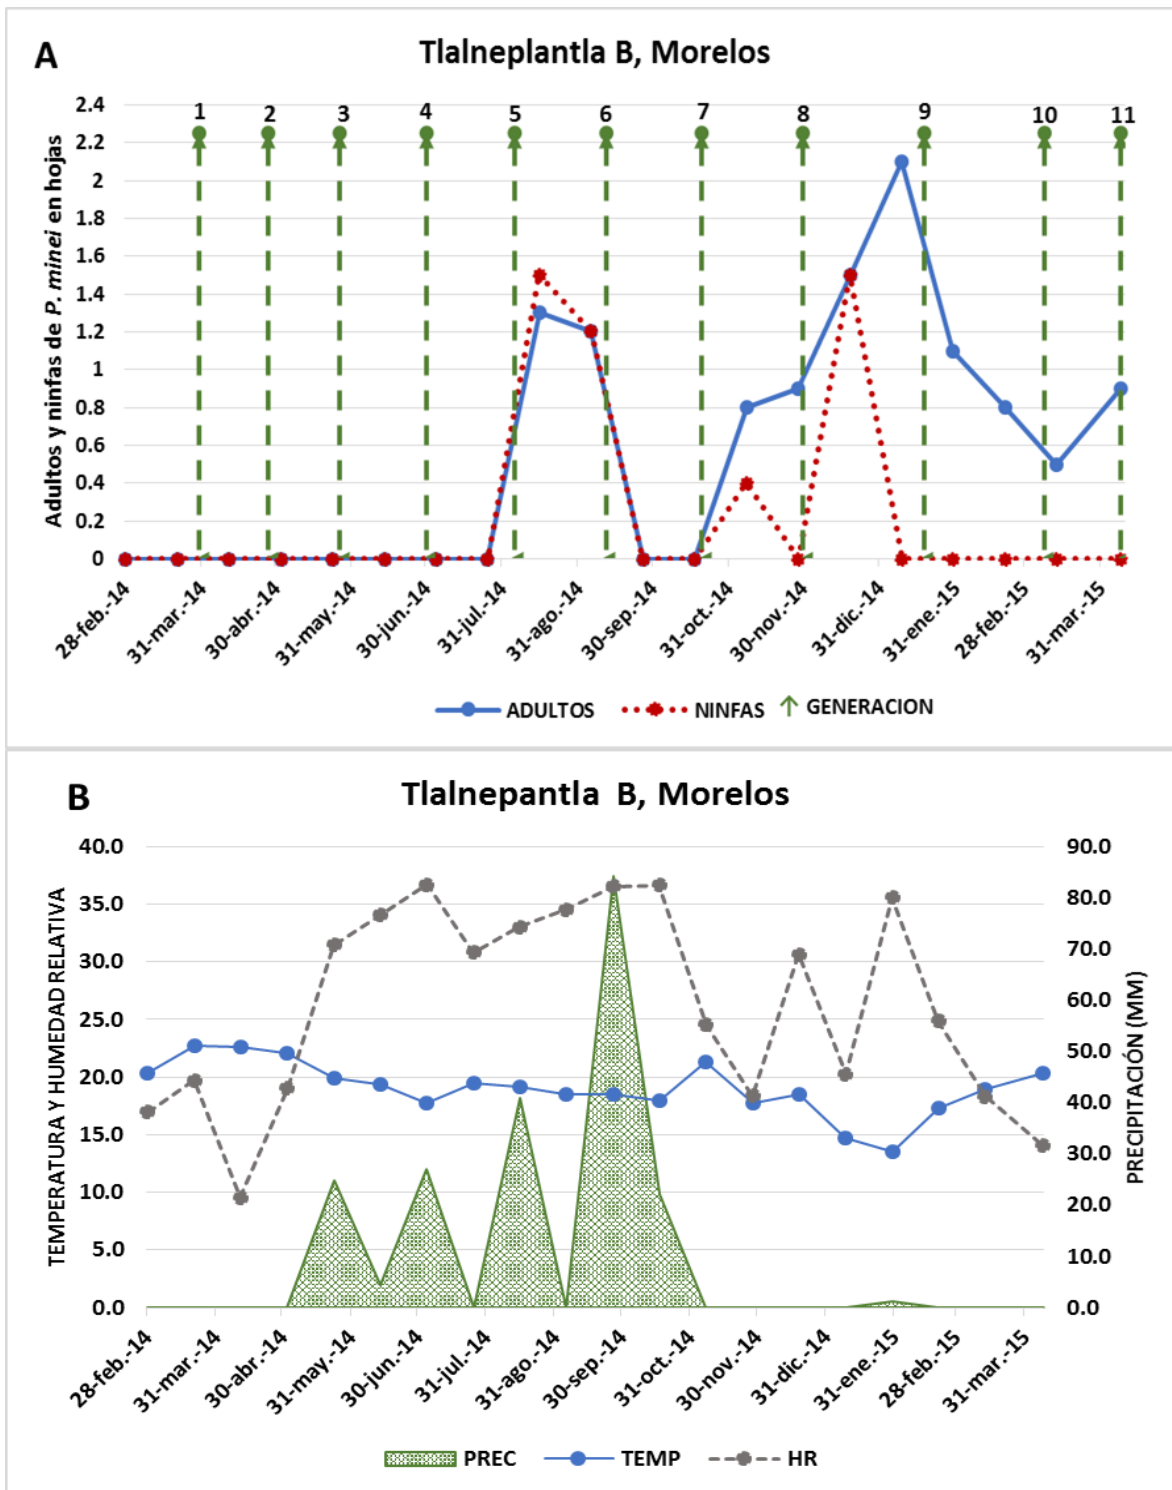 A
Tlalneplantla B, Morelos
Adultos y ninfas de P. minei en hojas
2.4
2.2
2
1.8
1.6
1.4
1.2
1
0.8
0.6
0.4
0.2
0
1 2 3 4 5 6 7 8 9 10 11
28-feb.-14 31-mar.-14 30-abr.-14 31-may.-14 30-jun.-14 31-jul.-14 31-ago.-14 30-sep.-14 31-oct.-14 30-nov.-14 31-dic.-14 31-ene.-15 28-feb.-15 31-mar.-15
ADULTOS NINFAS GENERACION
B
Tlalnepantla B, Morelos
TEMPERATURA Y HUMEDAD RELATIVA
40.0
35.0
30.0
25.0
20.0
15.0
10.0
5.0
0.0
90.0
80.0
70.0
60.0
50.0
40.0
30.0
20.0
10.0
0.0
PRECIPITACIÓN (MM)
28-feb.-14 31-mar.-14 30-abr.-14 31-may.-14 30-jun.-14 31-jul.-14 31-ago.-14 30-sep.-14 31-oct.-14 30-nov.-14 31-dic.-14 31-ene.-15 28-feb.-15 31-mar.-15
PREC TEMP HR